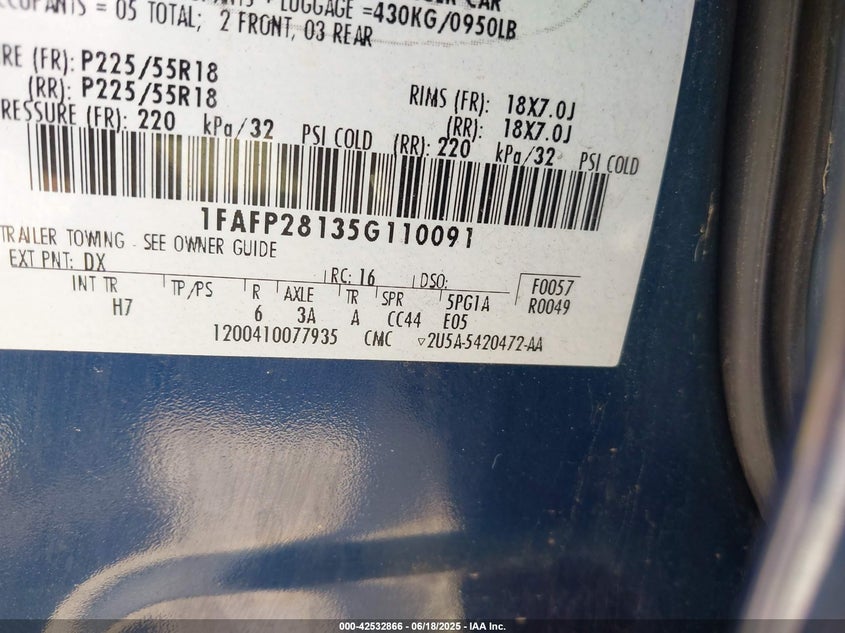 CUPANTS + LUGGAGE =430KG/0950LB
CCUPANTS = 05 TOTAL; 2 FRONT, 03 REAR
RE (FR): P225/55R18
(RR): P225/55R18
RIMS (FR): 18X7.0J
(RR): 18X7.0J
PRESSURE (FR): 220 kPa/32 PSI COLD (RR): 220 kPa/32 PSI COLD
1FAFP28135G110091
TRAILER TOWING - SEE OWNER GUIDE
EXT PNT: DX RC: 16 DSO: F0057
INT TR TP/PS R AXLE TR SPR 5PG1A R0049
H7 6 3A A CC44 E05
1200410077935 CMC ▽2U5A-5420472-AA
000-42532866 - 06/18/2025 - IAA Inc.